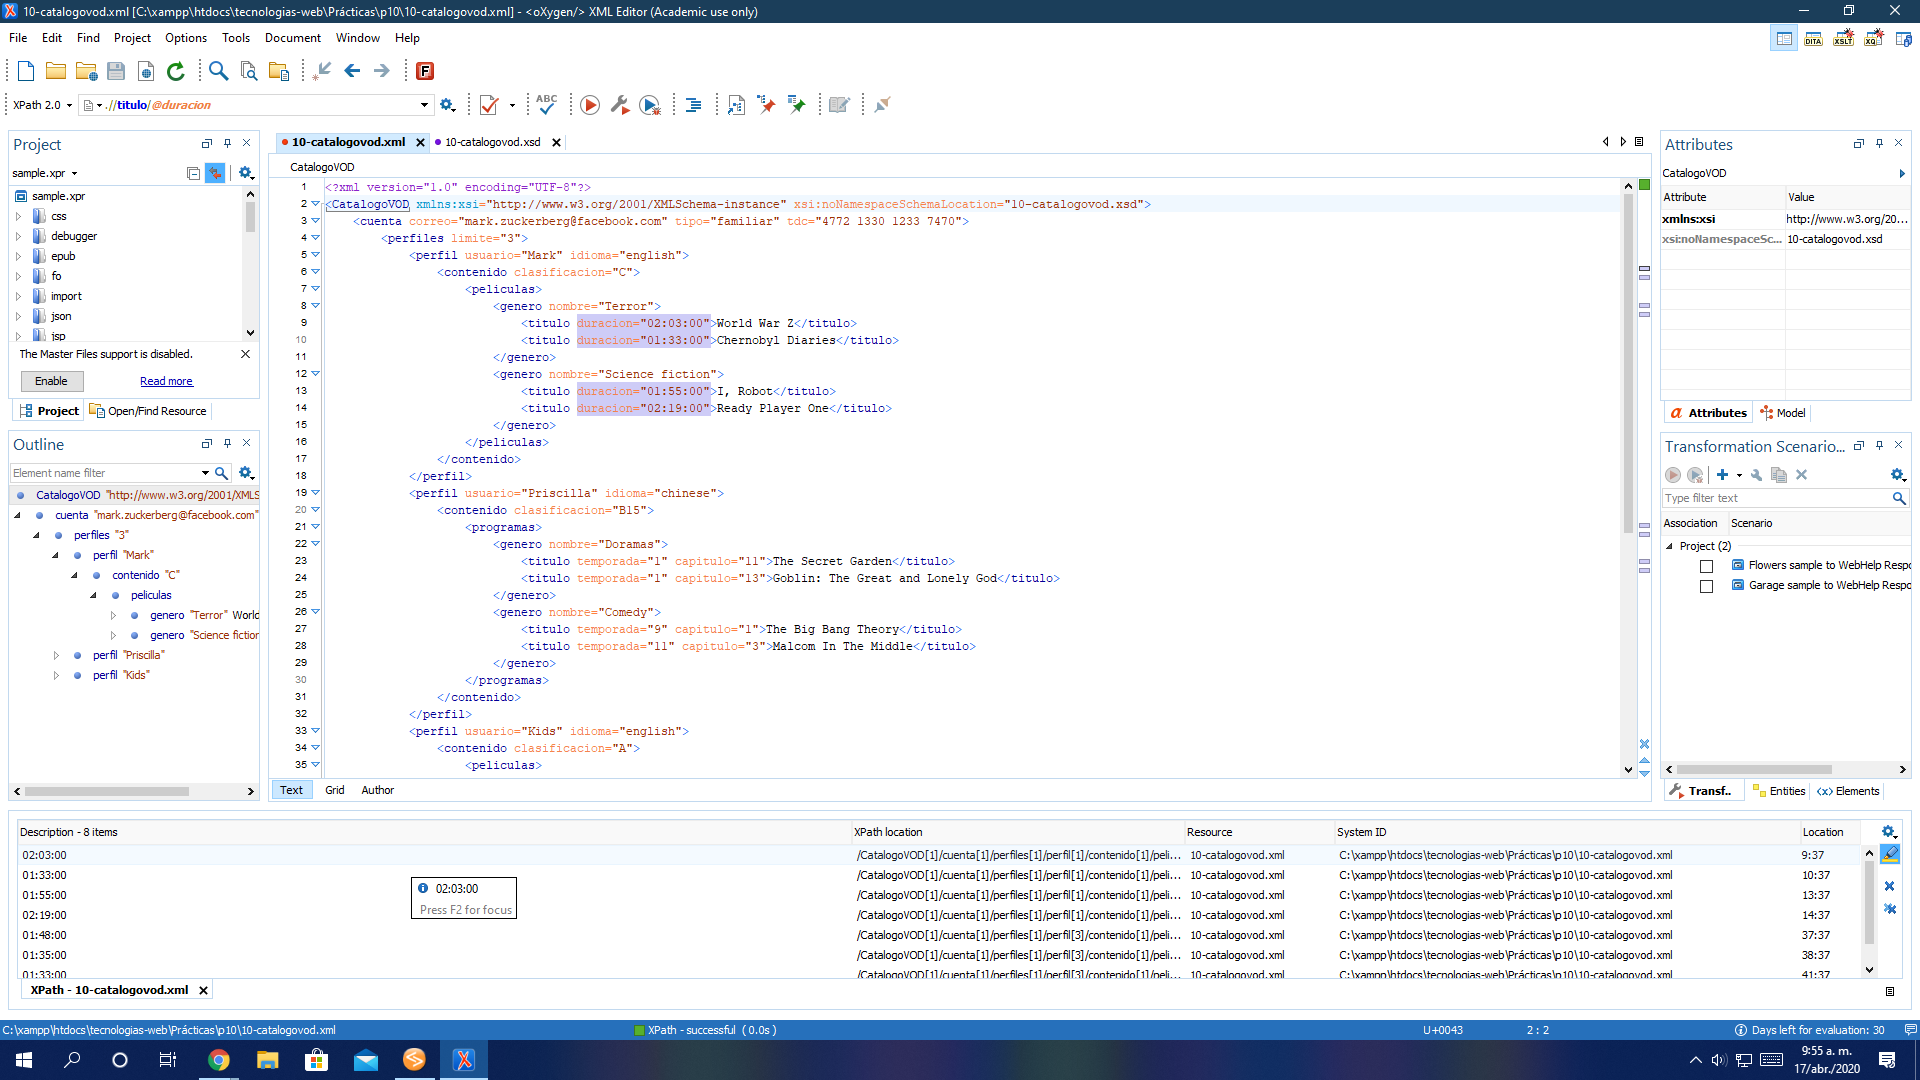 10-catalogovod.xml [C:\xampp\htdocs\tecnologias-web\Prácticas\p10\10-catalogovod.xml] - <oXygen/> XML Editor (Academic use only)
File Edit Find Project Options Tools Document Window Help
DITA XSLT XQ
XPath 2.0 .//titulo/@duracion
ABC
Project
sample.xpr
sample.xpr
css
debugger
epub
fo
import
json
jsp
The Master Files support is disabled.
Enable Read more
Project Open/Find Resource
Outline
Element name filter
CatalogoVOD "http://www.w3.org/2001/XMLS
cuenta "mark.zuckerberg@facebook.com"
perfiles "3"
perfil "Mark"
contenido "C"
peliculas
genero "Terror" World
genero "Science fiction
perfil "Priscilla"
perfil "Kids"
10-catalogovod.xml 10-catalogovod.xsd
CatalogoVOD
1 <?xml version="1.0" encoding="UTF-8"?>
2 <CatalogoVOD xmlns:xsi="http://www.w3.org/2001/XMLSchema-instance" xsi:noNamespaceSchemaLocation="10-catalogovod.xsd">
3 <cuenta correo="mark.zuckerberg@facebook.com" tipo="familiar" tdc="4772 1330 1233 7470">
4 <perfiles limite="3">
5 <perfil usuario="Mark" idioma="english">
6 <contenido clasificacion="C">
7 <peliculas>
8 <genero nombre="Terror">
9 <titulo duracion="02:03:00">World War Z</titulo>
10 <titulo duracion="01:33:00">Chernobyl Diaries</titulo>
11 </genero>
12 <genero nombre="Science fiction">
13 <titulo duracion="01:55:00">I, Robot</titulo>
14 <titulo duracion="02:19:00">Ready Player One</titulo>
15 </genero>
16 </peliculas>
17 </contenido>
18 </perfil>
19 <perfil usuario="Priscilla" idioma="chinese">
20 <contenido clasificacion="B15">
21 <programas>
22 <genero nombre="Doramas">
23 <titulo temporada="1" capitulo="11">The Secret Garden</titulo>
24 <titulo temporada="1" capitulo="13">Goblin: The Great and Lonely God</titulo>
25 </genero>
26 <genero nombre="Comedy">
27 <titulo temporada="9" capitulo="1">The Big Bang Theory</titulo>
28 <titulo temporada="11" capitulo="3">Malcom In The Middle</titulo>
29 </genero>
30 </programas>
31 </contenido>
32 </perfil>
33 <perfil usuario="Kids" idioma="english">
34 <contenido clasificacion="A">
35 <peliculas>
Text Grid Author
Attributes
CatalogoVOD
Attribute Value
xmlns:xsi http://www.w3.org/20...
xsi:noNamespaceSc... 10-catalogovod.xsd
Attributes Model
Transformation Scenario...
Type filter text
Association Scenario
Project (2)
Flowers sample to WebHelp Respo
Garage sample to WebHelp Respo
Transf.. Entities Elements
Description - 8 items XPath location Resource System ID Location
02:03:00 /CatalogoVOD[1]/cuenta[1]/perfiles[1]/perfil[1]/contenido[1]/peli... 10-catalogovod.xml C:\xampp\htdocs\tecnologias-web\Prácticas\p10\10-catalogovod.xml 9:37
01:33:00 /CatalogoVOD[1]/cuenta[1]/perfiles[1]/perfil[1]/contenido[1]/peli... 10-catalogovod.xml C:\xampp\htdocs\tecnologias-web\Prácticas\p10\10-catalogovod.xml 10:37
01:55:00 /CatalogoVOD[1]/cuenta[1]/perfiles[1]/perfil[1]/contenido[1]/peli... 10-catalogovod.xml C:\xampp\htdocs\tecnologias-web\Prácticas\p10\10-catalogovod.xml 13:37
02:19:00 /CatalogoVOD[1]/cuenta[1]/perfiles[1]/perfil[1]/contenido[1]/peli... 10-catalogovod.xml C:\xampp\htdocs\tecnologias-web\Prácticas\p10\10-catalogovod.xml 14:37
01:48:00 /CatalogoVOD[1]/cuenta[1]/perfiles[1]/perfil[3]/contenido[1]/peli... 10-catalogovod.xml C:\xampp\htdocs\tecnologias-web\Prácticas\p10\10-catalogovod.xml 37:37
01:35:00 /CatalogoVOD[1]/cuenta[1]/perfiles[1]/perfil[3]/contenido[1]/peli... 10-catalogovod.xml C:\xampp\htdocs\tecnologias-web\Prácticas\p10\10-catalogovod.xml 38:37
01:33:00 /CatalogoVOD[1]/cuenta[1]/perfiles[1]/perfil[3]/contenido[1]/peli... 10-catalogovod.xml C:\xampp\htdocs\tecnologias-web\Prácticas\p10\10-catalogovod.xml 41:37
02:03:00
Press F2 for focus
XPath - 10-catalogovod.xml
C:\xampp\htdocs\tecnologias-web\Prácticas\p10\10-catalogovod.xml XPath - successful (0.0s) U+0043 2 : 2 Days left for evaluation: 30
9:55 a. m.
17/abr./2020